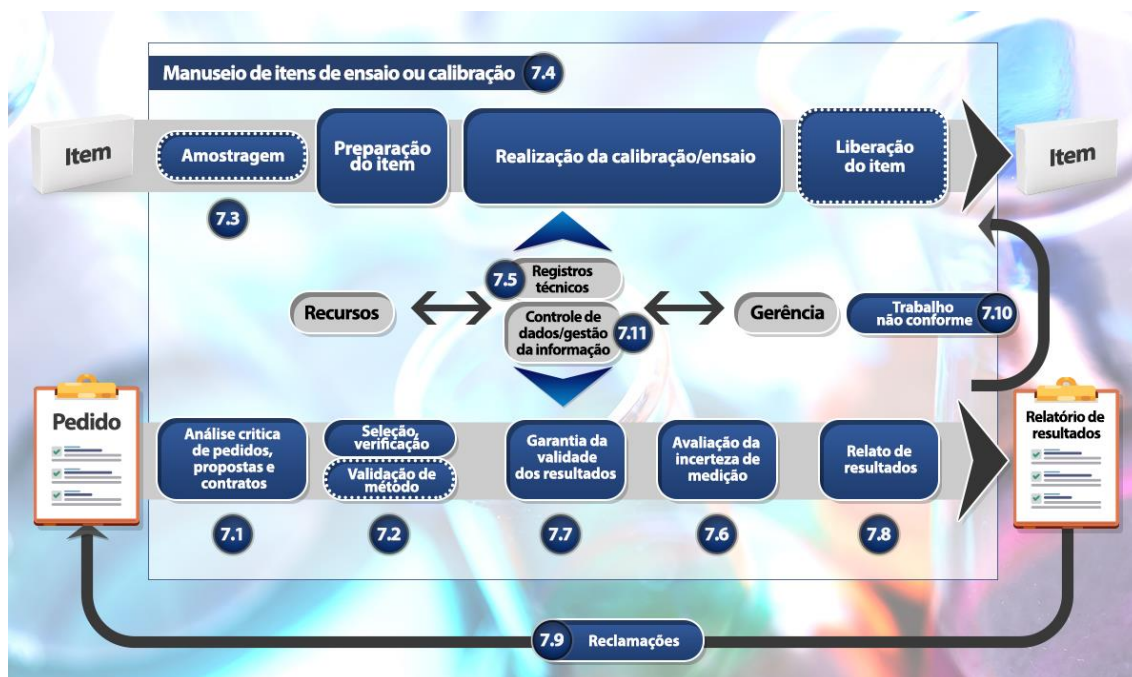 Manuseio de itens de ensaio ou calibração 7.4
Item
Amostragem
7.3
Preparação
do item
Realização da calibração/ensaio
Liberação
do item
Item
Recursos
7.5 Registros
técnicos
Controle de
dados/gestão
da informação
7.11
Gerência
Trabalho
não conforme
7.10
Pedido
Análise critica
de pedidos,
propostas e
contratos
7.1
Seleção,
verificação
Validação de
método
7.2
Garantia da
validade
dos resultados
7.7
Avaliação da
incerteza de
medição
7.6
Relato de
resultados
7.8
Relatório de
resultados
7.9 Reclamações